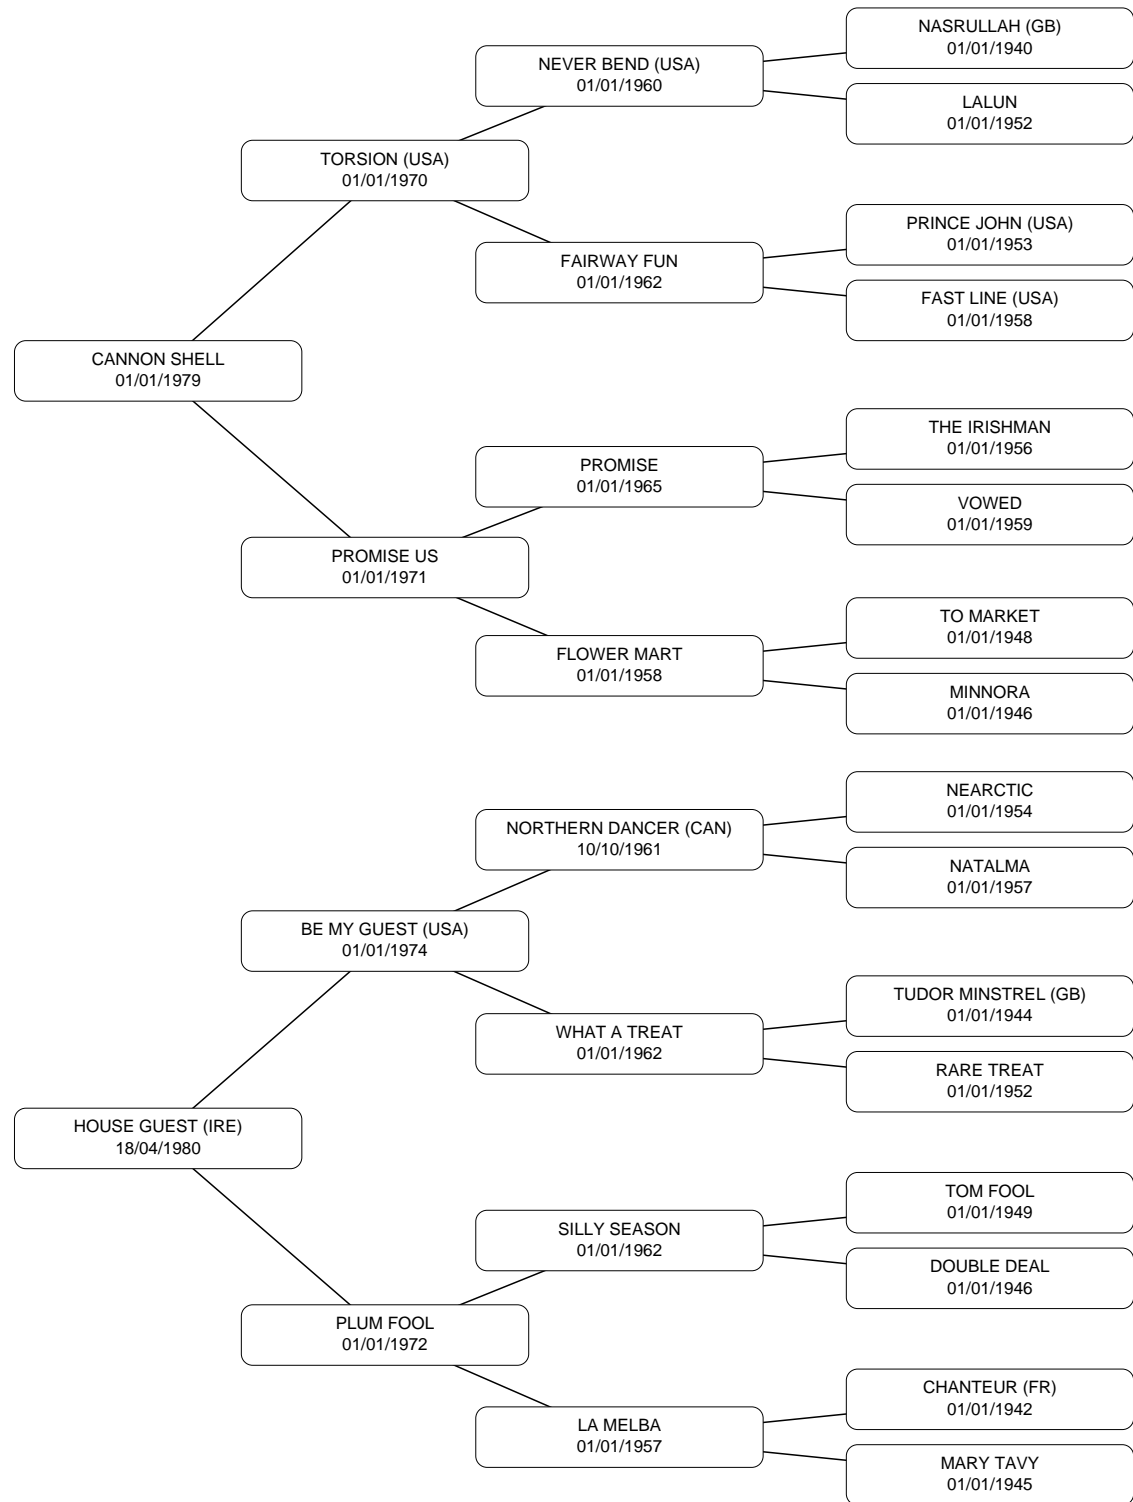 NASRULLAH (GB)
01/01/1940
NEVER BEND (USA)
01/01/1960
LALUN
01/01/1952
TORSION (USA)
01/01/1970
PRINCE JOHN (USA)
01/01/1953
FAIRWAY FUN
01/01/1962
FAST LINE (USA)
01/01/1958
CANNON SHELL
01/01/1979
THE IRISHMAN
01/01/1956
PROMISE
01/01/1965
VOWED
01/01/1959
PROMISE US
01/01/1971
TO MARKET
01/01/1948
FLOWER MART
01/01/1958
MINNORA
01/01/1946
NEARCTIC
01/01/1954
NORTHERN DANCER (CAN)
10/10/1961
NATALMA
01/01/1957
BE MY GUEST (USA)
01/01/1974
TUDOR MINSTREL (GB)
01/01/1944
WHAT A TREAT
01/01/1962
RARE TREAT
01/01/1952
HOUSE GUEST (IRE)
18/04/1980
TOM FOOL
01/01/1949
SILLY SEASON
01/01/1962
DOUBLE DEAL
01/01/1946
PLUM FOOL
01/01/1972
CHANTEUR (FR)
01/01/1942
LA MELBA
01/01/1957
MARY TAVY
01/01/1945